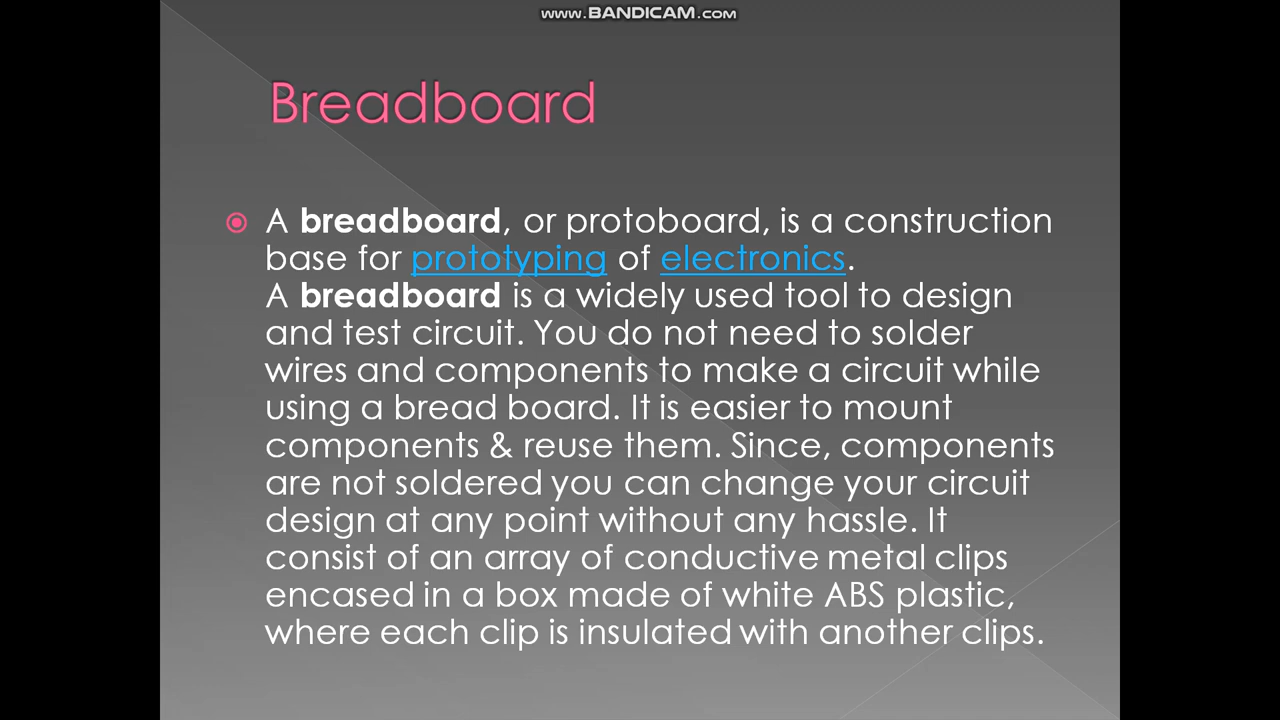 www.BANDICAM.com
Breadboard
A breadboard, or protoboard, is a construction
base for prototyping of electronics.
A breadboard is a widely used tool to design
and test circuit. You do not need to solder
wires and components to make a circuit while
using a bread board. It is easier to mount
components & reuse them. Since, components
are not soldered you can change your circuit
design at any point without any hassle. It
consist of an array of conductive metal clips
encased in a box made of white ABS plastic,
where each clip is insulated with another clips.